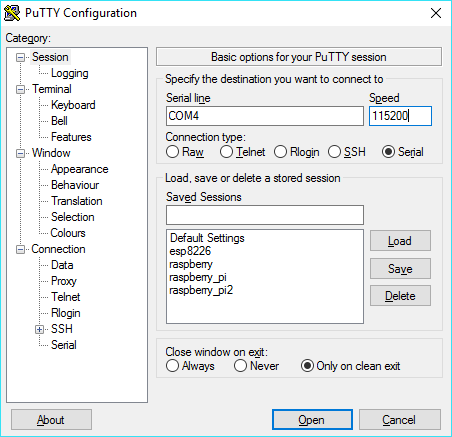 PuTTY Configuration
Category:
Session
Logging
Terminal
Keyboard
Bell
Features
Window
Appearance
Behaviour
Translation
Selection
Colours
Connection
Data
Proxy
Telnet
Rlogin
SSH
Serial
Basic options for your PuTTY session
Specify the destination you want to connect to
Serial line Speed
COM4 115200
Connection type:
Raw Telnet Rlogin SSH Serial
Load, save or delete a stored session
Saved Sessions
Default Settings
esp8226
raspberry
raspberry_pi
raspberry_pi2
Load
Save
Delete
Close window on exit:
Always Never Only on clean exit
About Open Cancel